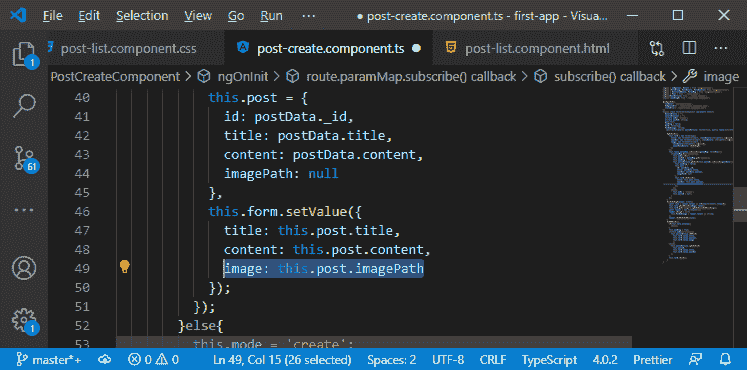 File Edit Selection View Go Run ··· ● post-create.component.ts - first-app - Visua...
post-list.component.css post-create.component.ts ● post-list.component.html ···
PostCreateComponent > ngOnInit > route.paramMap.subscribe() callback > subscribe() callback > image
40 this.post = {
41 id: postData._id,
42 title: postData.title,
43 content: postData.content,
44 imagePath: null
45 },
46 this.form.setValue({
47 title: this.post.title,
48 content: this.post.content,
49 image: this.post.imagePath
50 });
51 });
52 }else{
53 this.mode = 'create';
1
61
1
master*+ 0 0 Ln 49, Col 15 (26 selected) Spaces: 2 UTF-8 CRLF TypeScript 4.0.2 Prettier